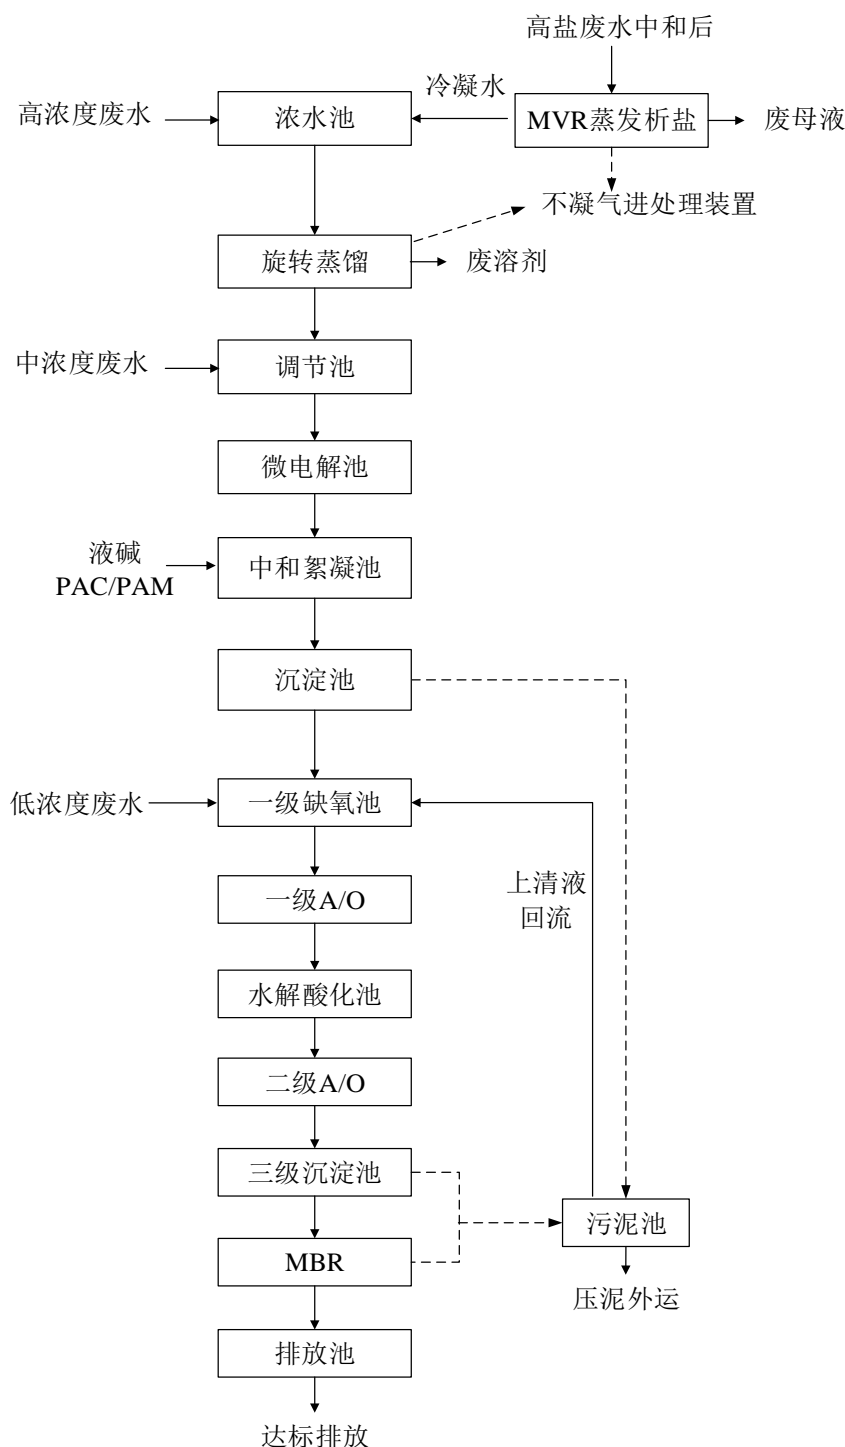 高盐废水中和后
冷凝水
高浓度废水
浓水池
MVR蒸发析盐
废母液
不凝气进处理装置
旋转蒸馏
废溶剂
中浓度废水
调节池
微电解池
液碱
PAC/PAM
中和絮凝池
沉淀池
低浓度废水
一级缺氧池
上清液
回流
一级A/O
水解酸化池
二级A/O
三级沉淀池
污泥池
MBR
压泥外运
排放池
达标排放